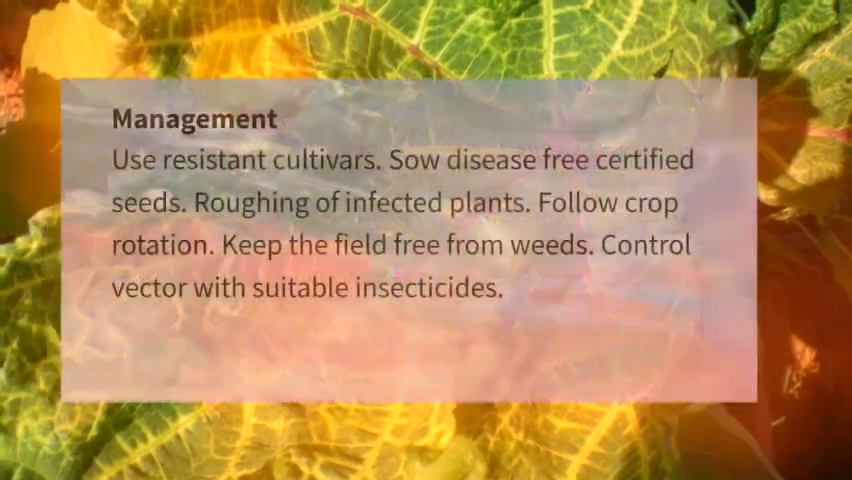 Management
Use resistant cultivars. Sow disease free certified
seeds. Roughing of infected plants. Follow crop
rotation. Keep the field free from weeds. Control
vector with suitable insecticides.